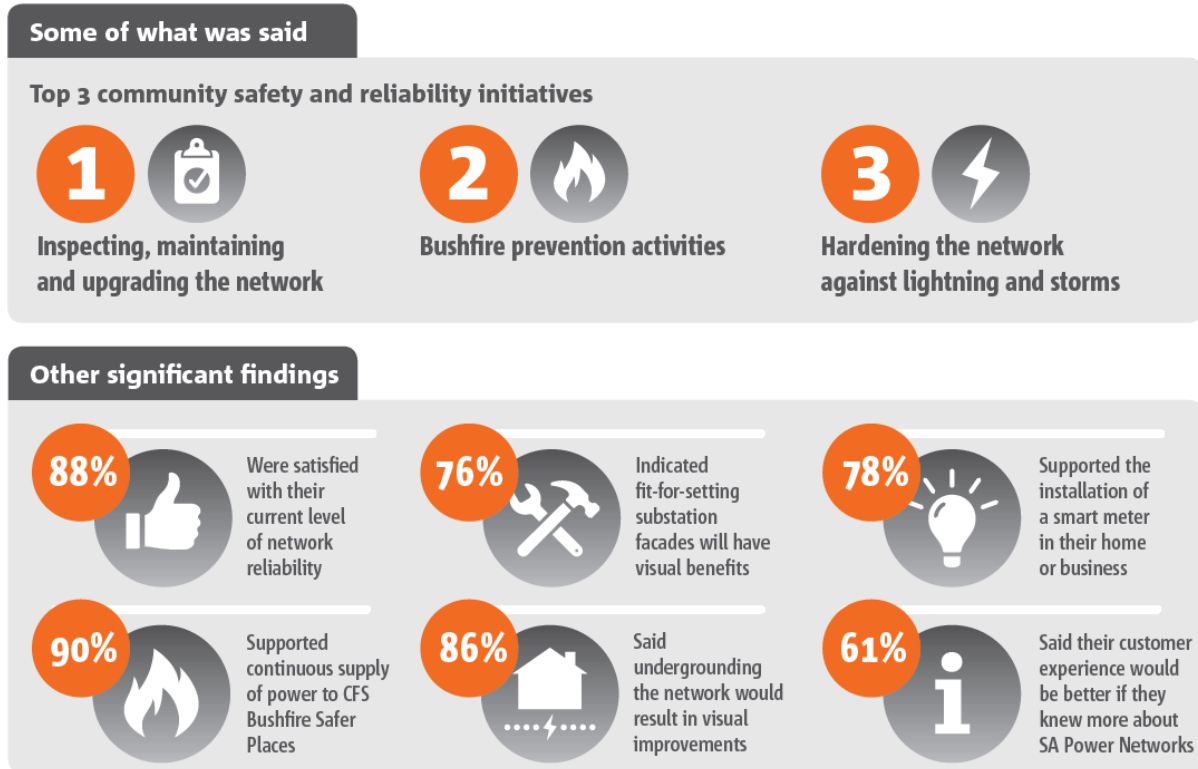 Some of what was said
Top 3 community safety and reliability initiatives
1
Inspecting, maintaining
and upgrading the network
2
Bushfire prevention activities
3
Hardening the network
against lightning and storms
Other significant findings
88%
Were satisfied
with their
current level
of network
reliability
76%
Indicated
fit-for-setting
substation
facades will have
visual benefits
78%
Supported the
installation of
a smart meter
in their home
or business
90%
Supported
continuous supply
of power to CFS
Bushfire Safer
Places
86%
Said
undergrounding
the network would
result in visual
improvements
61%
Said their customer
experience would
be better if they
knew more about
SA Power Networks